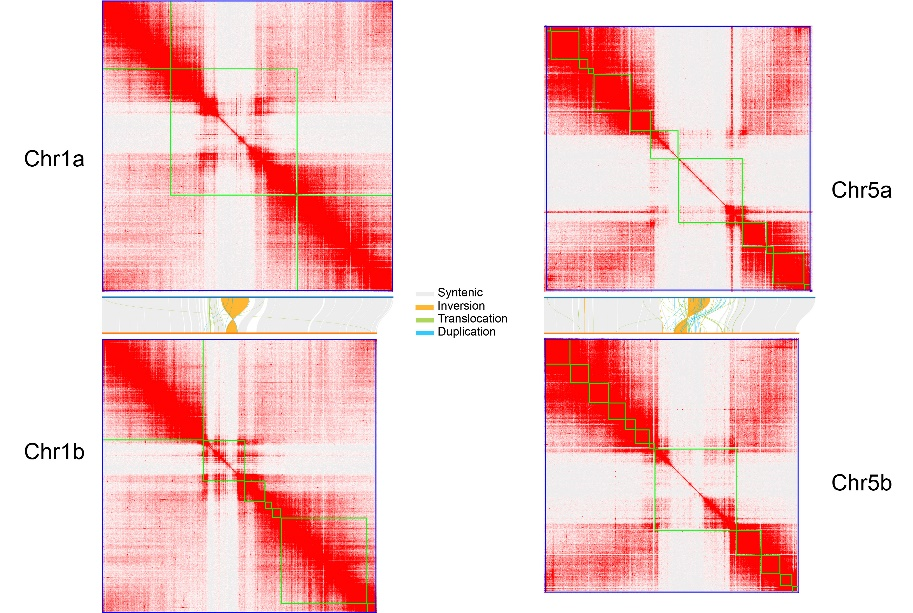 Chr1a
Chr5a
Syntenic
Inversion
Translocation
Duplication
Chr1b
Chr5b